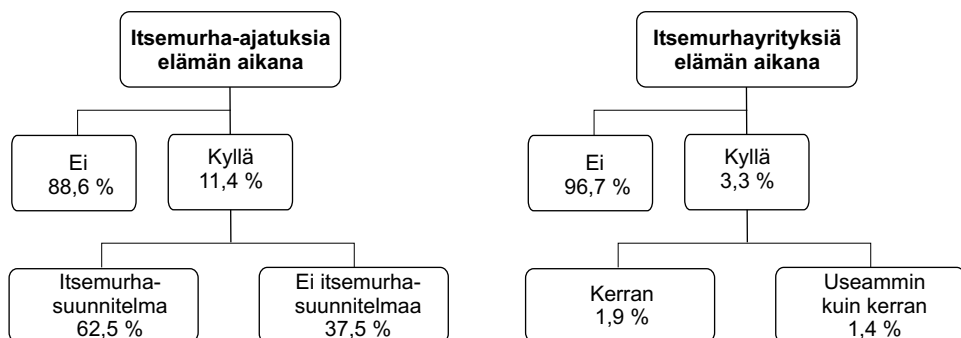 Itsemurha-ajatuksia
elämän aikana
Ei
88,6 %
Kyllä
11,4 %
Itsemurha-
suunnitelma
62,5 %
Ei itsemurha-
suunnitelmaa
37,5 %
Itsemurhayrityksiä
elämän aikana
Ei
96,7 %
Kyllä
3,3 %
Kerran
1,9 %
Useammin
kuin kerran
1,4 %